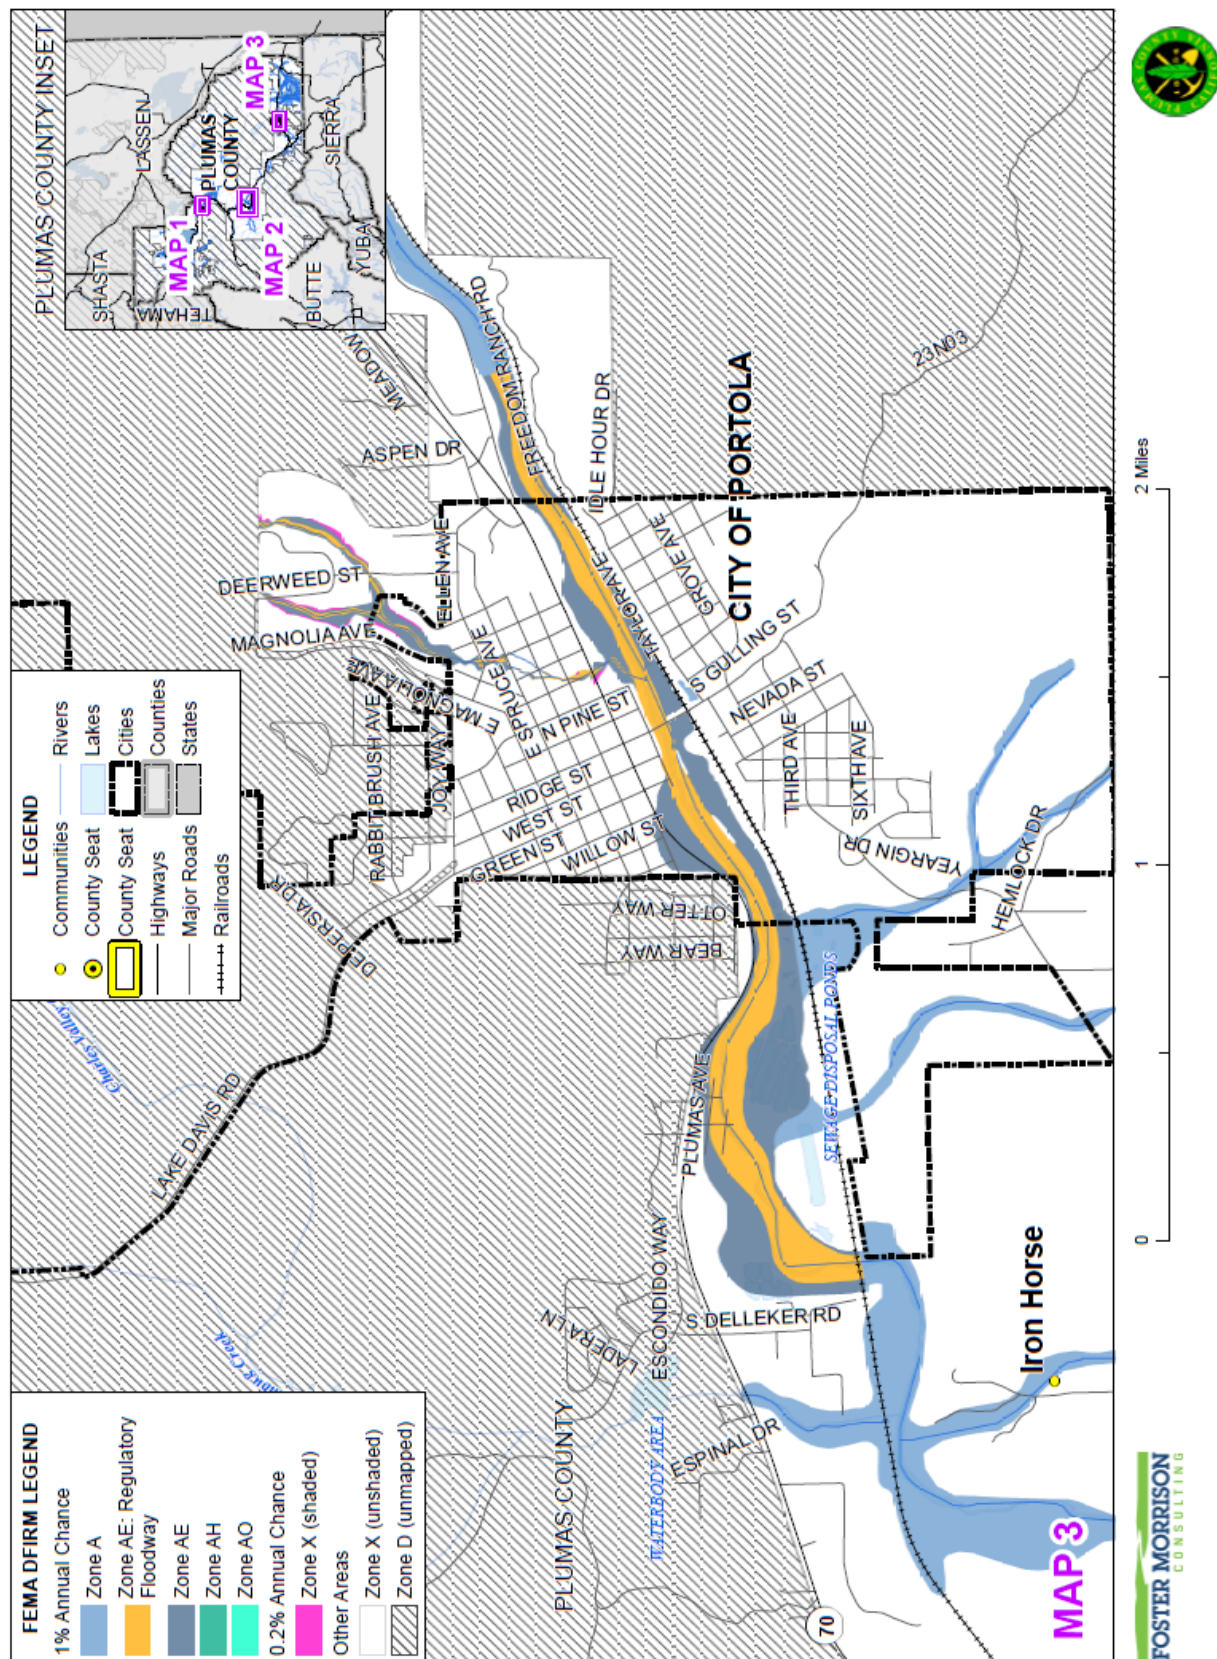 FEMA DFIRM LEGEND
1% Annual Chance
Zone A
Zone AE: Regulatory
Floodway
Zone AE
Zone AH
Zone AO
0.2% Annual Chance
Zone X (shaded)
Other Areas
Zone X (unshaded)
Zone D (unmapped)
LEGEND
Communities
County Seat
County Seat
Highways
Major Roads
Railroads
Rivers
Lakes
Cities
Counties
States
PLUMAS COUNTY INSET
SHASTA
LASSEN
TEHAMA
PLUMAS
COUNTY
BUTTE
YUBA
SIERRA
MAP 1
MAP 2
MAP 3
Charles Valley
LAKE DAVIS RD
DE PERSIA DR
RABBITBRUSH AVE
JOY WAY
MAGNOLIA AVE
E MAGNOLIA AVE
DEERWEED ST
ELLEN AVE
ASPEN DR
MEADOW
E SPRUCE AVE
N PINE ST
RIDGE ST
WEST ST
GREEN ST
WILLOW ST
OTTER WAY
BEAR WAY
FREEDOM RANCH RD
IDLE HOUR DR
TAYLOR AVE
GROVE AVE
CITY OF PORTOLA
S GULLING ST
NEVADA ST
THIRD AVE
SIXTH AVE
YEARGIN DR
HEMLOCK DR
23N03
SEWAGE DISPOSAL PONDS
PLUMAS AVE
ESCONDIDO WAY
LADERA LN
S DELLEKER RD
PLUMAS COUNTY
WATERBODY AREA
ESPINAL DR
Creek
Iron Horse
70
MAP 3
0
1
2 Miles
FOSTER MORRISON
CONSULTING